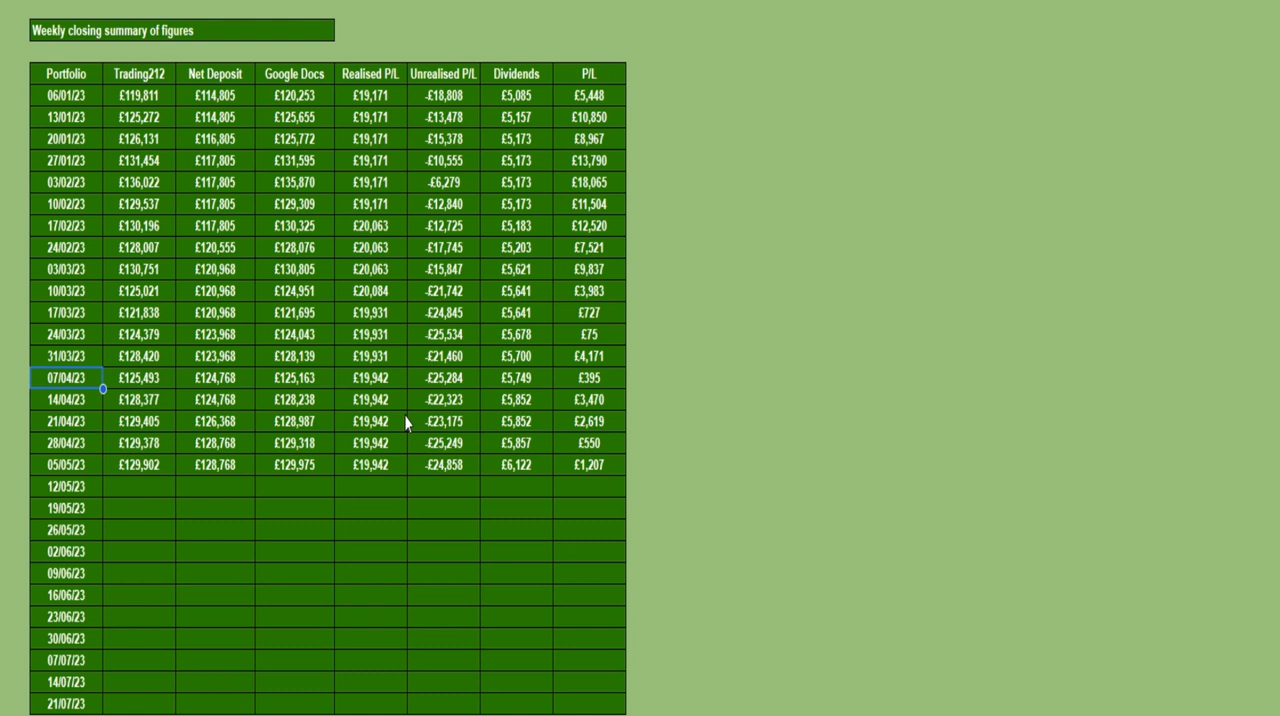 Weekly closing summary of figures
Portfolio Trading212 Net Deposit Google Docs Realised P/L Unrealised P/L Dividends P/L
06/01/23 £119,811 £114,805 £120,253 £19,171 -£18,808 £5,085 £5,448
13/01/23 £125,272 £114,805 £125,655 £19,171 -£13,478 £5,157 £10,850
20/01/23 £126,131 £116,805 £125,772 £19,171 -£15,378 £5,173 £8,967
27/01/23 £131,454 £117,805 £131,595 £19,171 -£10,555 £5,173 £13,790
03/02/23 £136,022 £117,805 £135,870 £19,171 -£6,279 £5,173 £18,065
10/02/23 £129,537 £117,805 £129,309 £19,171 -£12,840 £5,173 £11,504
17/02/23 £130,196 £117,805 £130,325 £20,063 -£12,725 £5,183 £12,520
24/02/23 £128,007 £120,555 £128,076 £20,063 -£17,745 £5,203 £7,521
03/03/23 £130,751 £120,968 £130,805 £20,063 -£15,847 £5,621 £9,837
10/03/23 £125,021 £120,968 £124,951 £20,084 -£21,742 £5,641 £3,983
17/03/23 £121,838 £120,968 £121,695 £19,931 -£24,845 £5,641 £727
24/03/23 £124,379 £123,968 £124,043 £19,931 -£25,534 £5,678 £75
31/03/23 £128,420 £123,968 £128,139 £19,931 -£21,460 £5,700 £4,171
07/04/23 £125,493 £124,768 £125,163 £19,942 -£25,284 £5,749 £395
14/04/23 £128,377 £124,768 £128,238 £19,942 -£22,323 £5,852 £3,470
21/04/23 £129,405 £126,368 £128,987 £19,942 -£23,175 £5,852 £2,619
28/04/23 £129,378 £128,768 £129,318 £19,942 -£25,249 £5,857 £550
05/05/23 £129,902 £128,768 £129,975 £19,942 -£24,858 £6,122 £1,207
12/05/23
19/05/23
26/05/23
02/06/23
09/06/23
16/06/23
23/06/23
30/06/23
07/07/23
14/07/23
21/07/23